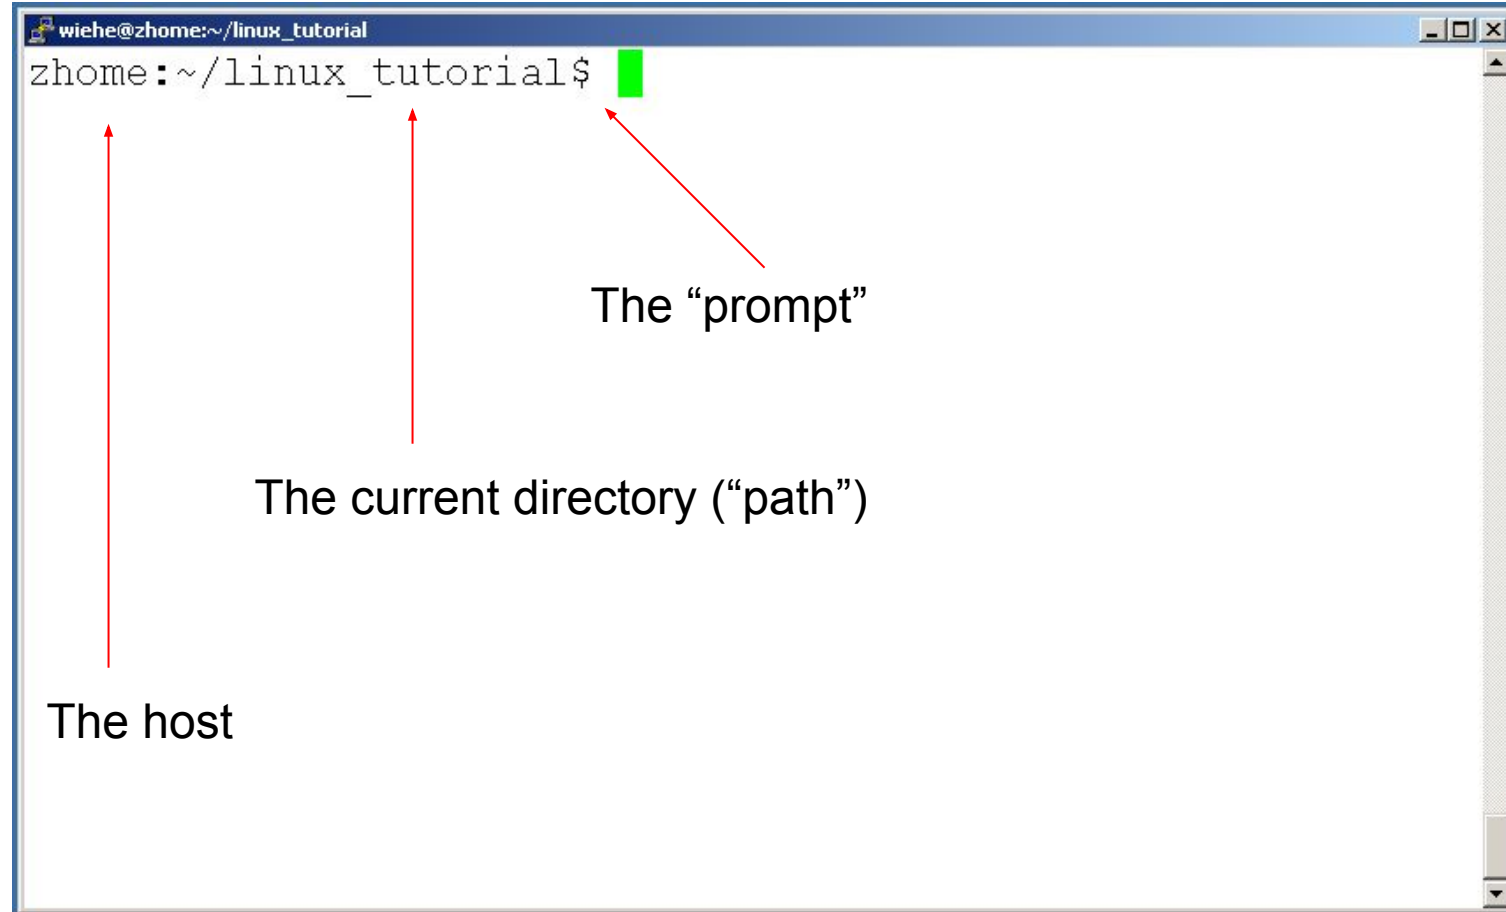 wiehe@zhome:~/linux_tutorial
zhome:~/linux_tutorial$
The “prompt”
The current directory (“path”)
The host